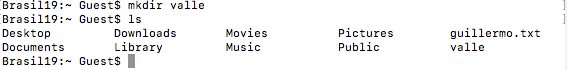 [Brasil19:~ Guest$ mkdir valle ]
[Brasil19:~ Guest$ ls ]
Desktop Downloads Movies Pictures guillermo.txt
Documents Library Music Public valle
Brasil19:~ Guest$